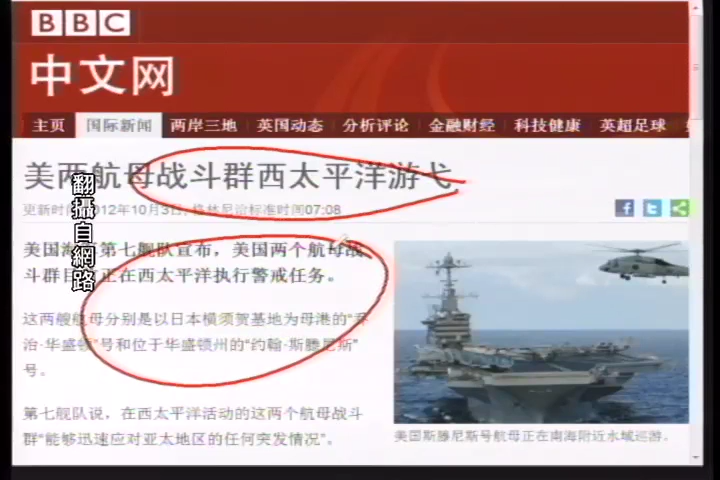 BBC
中文网
主页 国际新闻 两岸三地 英国动态 分析评论 金融财经 科技健康 英超足球
美两航母战斗群西太平洋游弋
更新时间 2012年10月3日, 格林尼治标准时间07:08
美国海 第七舰队宣布，美国两个航母战
斗群目 正在西太平洋执行警戒任务。
这两艘航母分别是以日本横须贺基地为母港的“乔
治·华盛顿”号和位于华盛顿州的“约翰·斯滕尼斯”
号。
第七舰队说，在西太平洋活动的这两个航母战斗
群“能够迅速应对亚太地区的任何突发情况”。
美国斯滕尼斯号航母正在南海附近水域巡游。
翻攝自網路